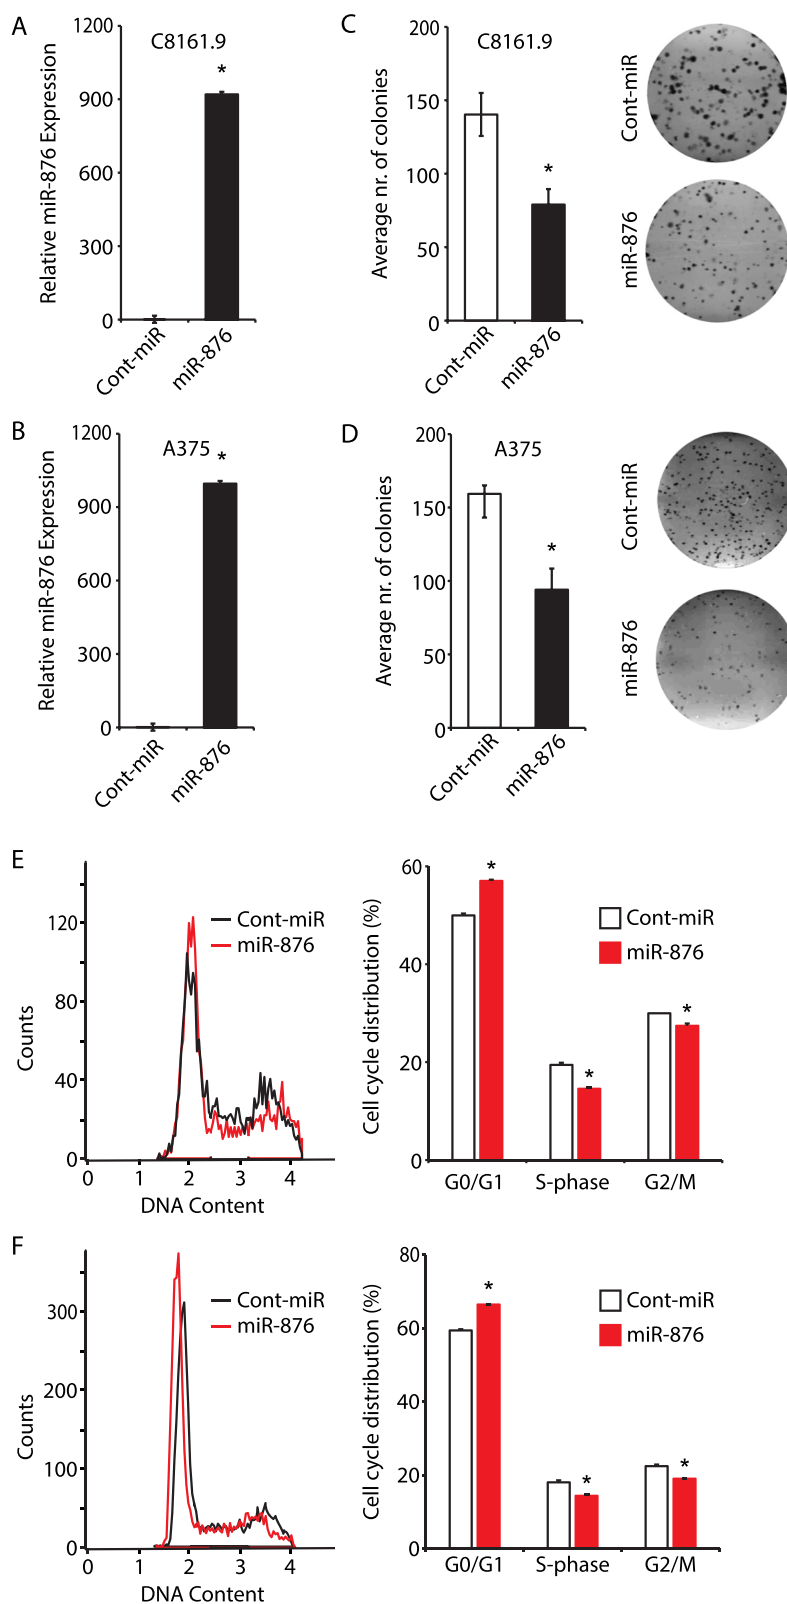 A
C8161.9
Relative miR-876 Expression
1200
900
600
300
0
*
Cont-miR
miR-876
C
C8161.9
Average nr. of colonies
200
150
100
50
0
*
Cont-miR
miR-876
Cont-miR
miR-876
B
A375
Relative miR-876 Expression
1200
900
600
300
0
*
Cont-miR
miR-876
D
A375
Average nr. of colonies
200
150
100
50
0
*
Cont-miR
miR-876
Cont-miR
miR-876
E
Counts
120
80
40
0
0 1 2 3 4
DNA Content
Cont-miR
miR-876
Cell cycle distribution (%)
60
40
20
0
*
*
*
Cont-miR
miR-876
G0/G1 S-phase G2/M
F
Counts
300
200
100
0
0 1 2 3 4
DNA Content
Cont-miR
miR-876
Cell cycle distribution (%)
80
60
40
20
0
*
*
*
Cont-miR
miR-876
G0/G1 S-phase G2/M